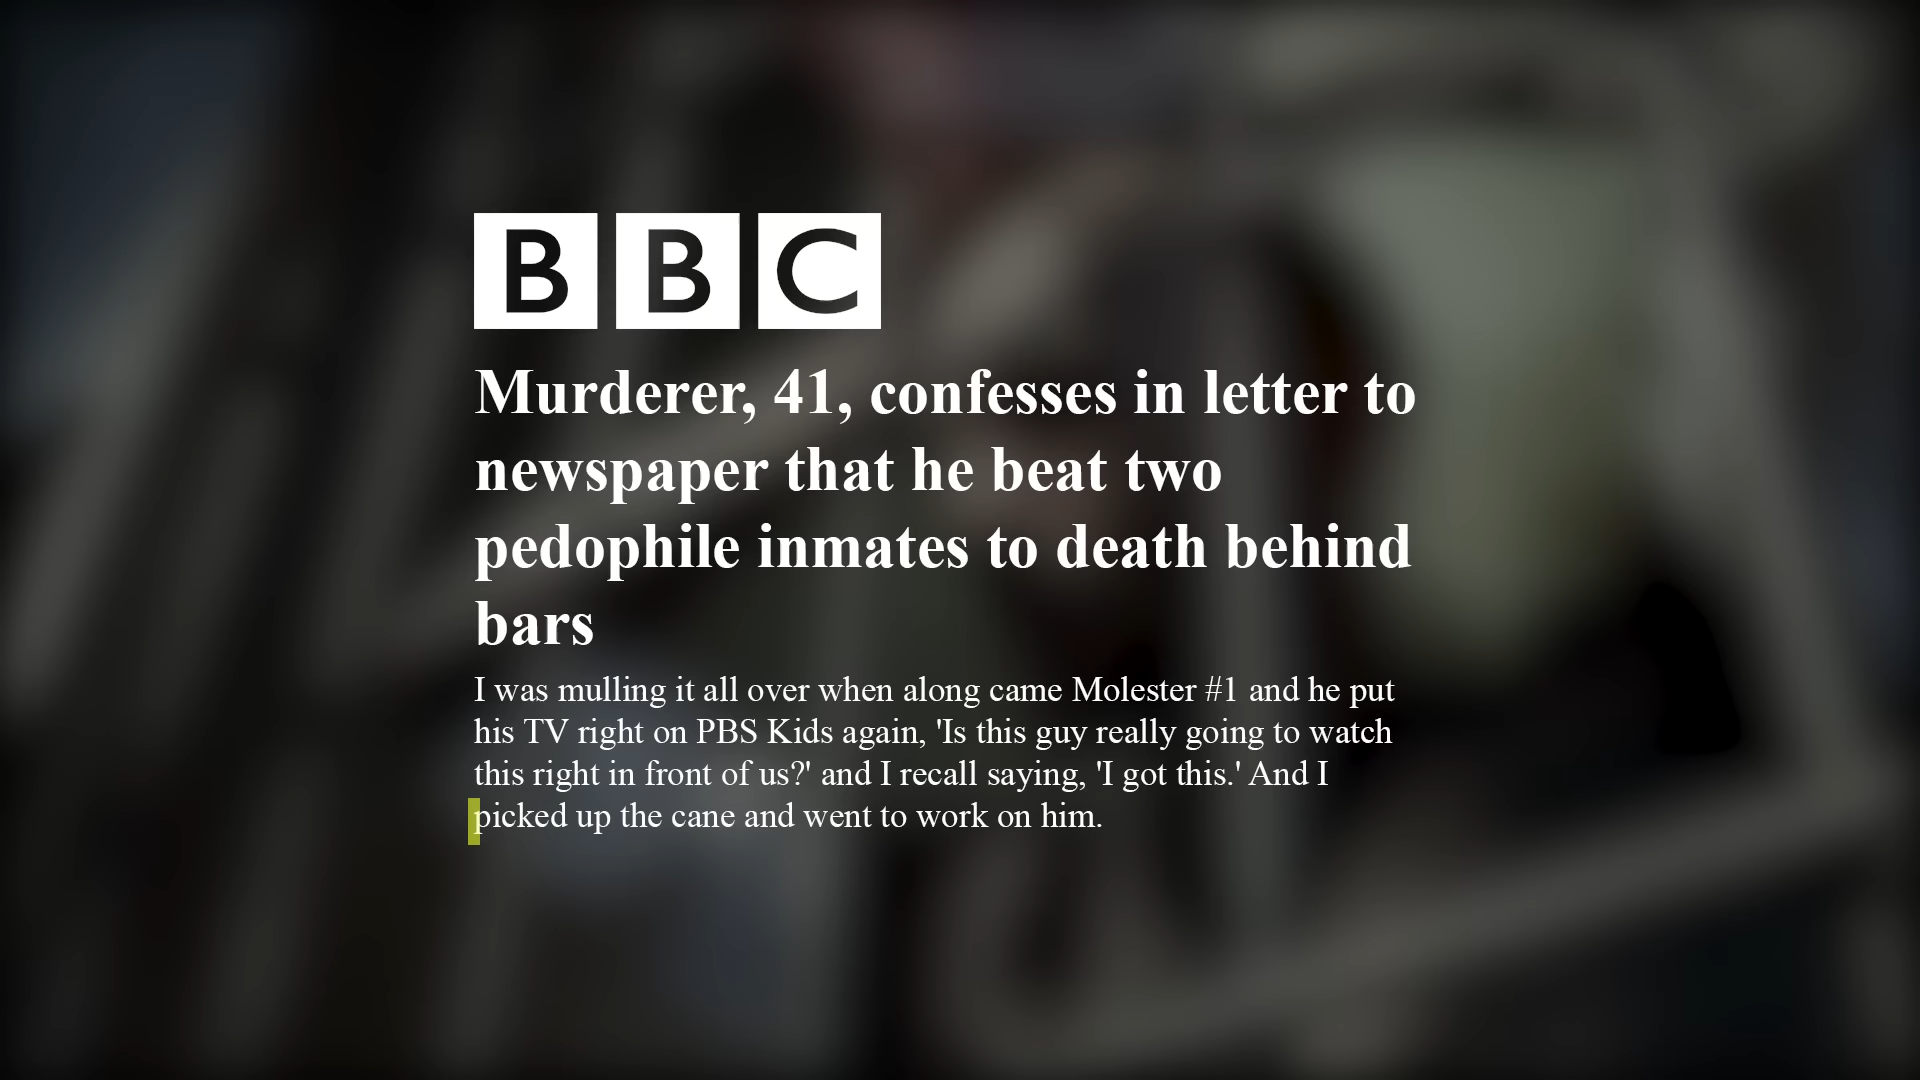 BBC
Murderer, 41, confesses in letter to
newspaper that he beat two
pedophile inmates to death behind
bars
I was mulling it all over when along came Molester #1 and he put
his TV right on PBS Kids again, 'Is this guy really going to watch
this right in front of us?' and I recall saying, 'I got this.' And I
picked up the cane and went to work on him.